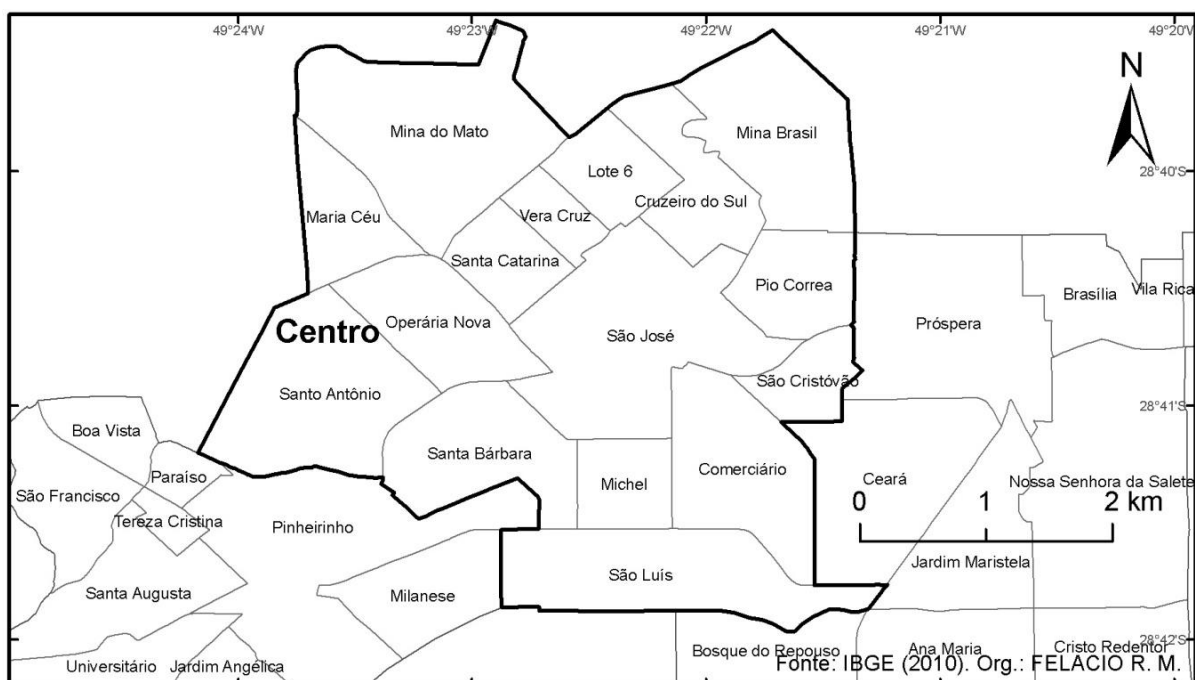 49°24'W
49°23'W
49°22'W
49°21'W
49°20'W
N
Mina do Mato
Mina Brasil
Lote 6
28°40'S
Cruzeiro do Sul
Maria Céu
Vera Cruz
Santa Catarina
Pio Correa
Brasília
Vila Rica
Operária Nova
Próspera
Centro
São José
São Cristóvão
Santo Antônio
28°41'S
Boa Vista
Santa Bárbara
Comerciário
Paraíso
Michel
Ceará
Nossa Senhora da Salete
São Francisco
0 1 2 km
Tereza Cristina
Pinheirinho
Jardim Maristela
São Luís
Santa Augusta
Milanese
28°42'S
Bosque do Repouso
Ana Maria
Cristo Redentor
Universitário
Jardim Angélica
Fonte: IBGE (2010). Org.: FELACIO R. M.